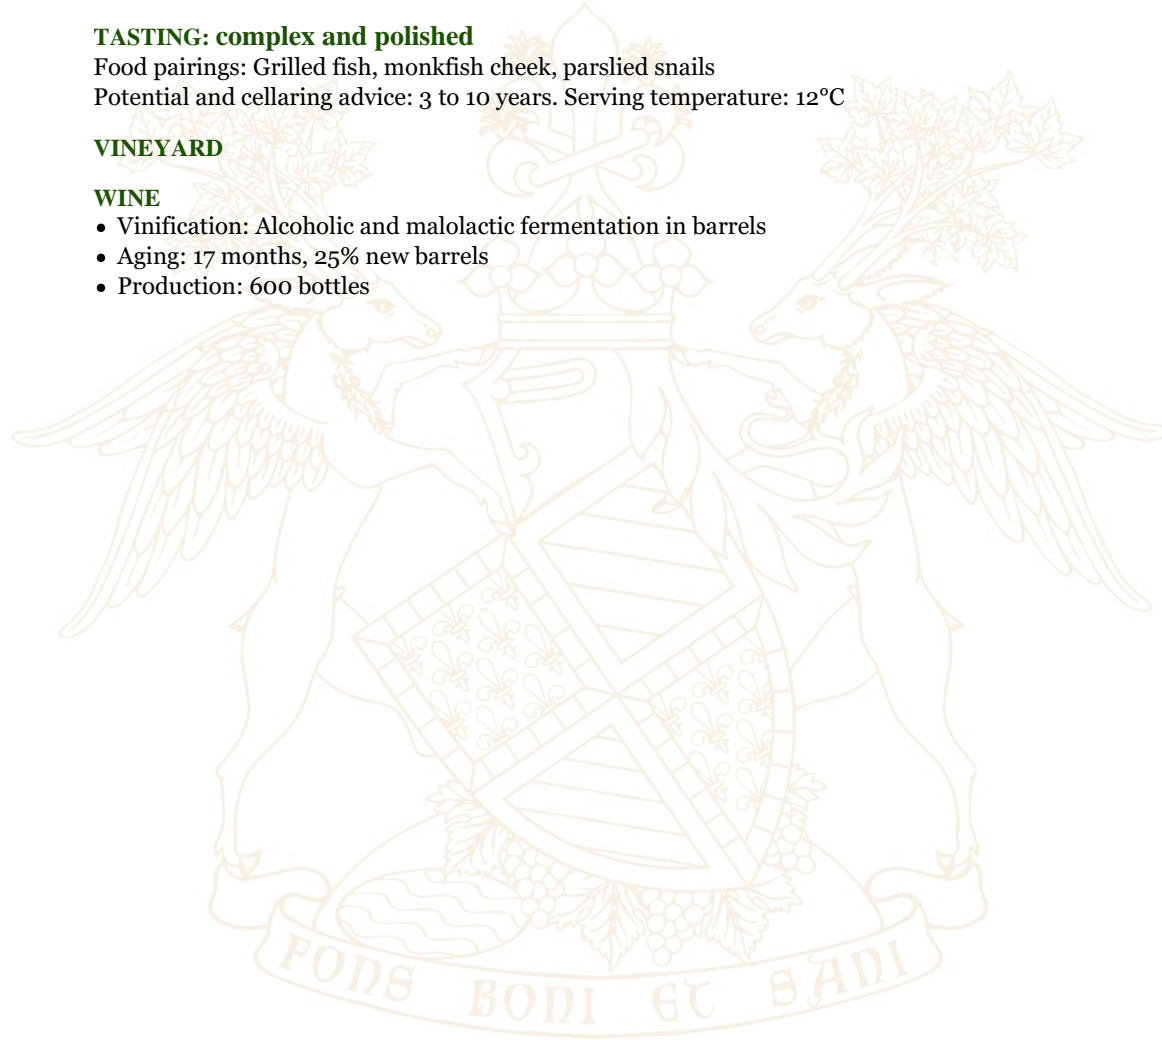 TASTING: complex and polished
Food pairings: Grilled fish, monkfish cheek, parslied snails
Potential and cellaring advice: 3 to 10 years. Serving temperature: 12°C
VINEYARD
WINE
• Vinification: Alcoholic and malolactic fermentation in barrels
• Aging: 17 months, 25% new barrels
• Production: 600 bottles
FONS BONI ET SANI